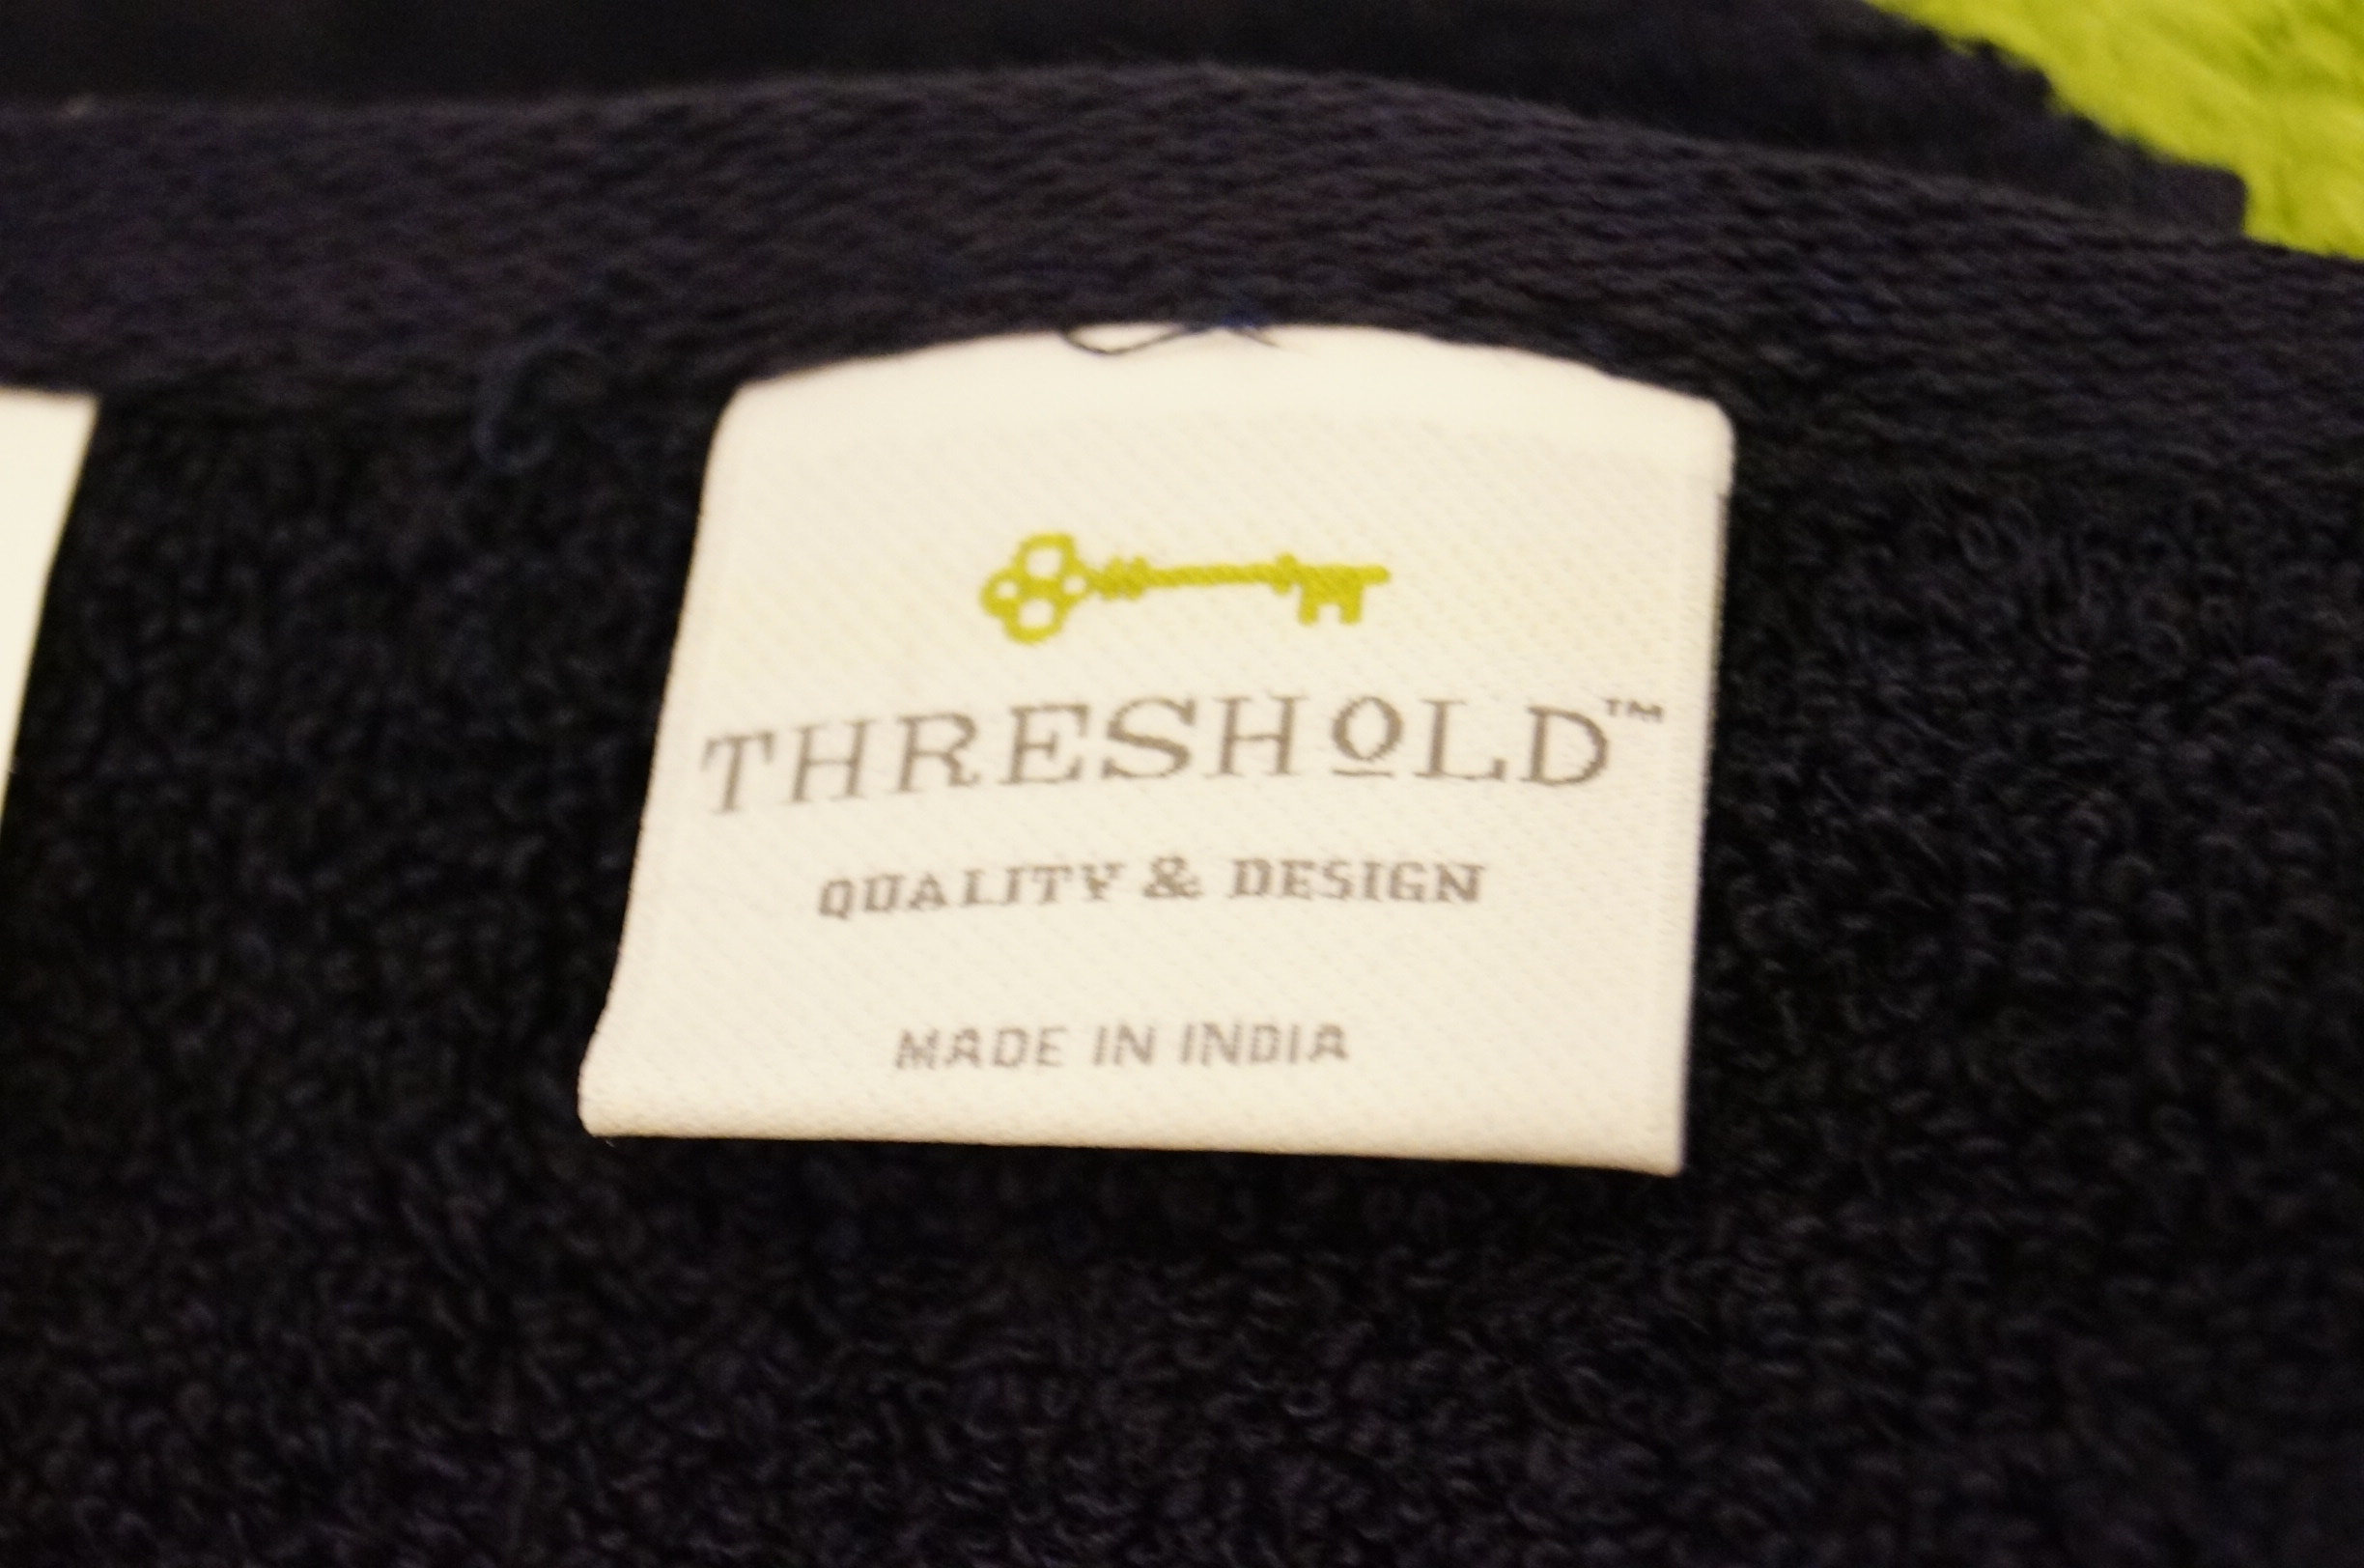 THRESHOLD™
QUALITY & DESIGN
MADE IN INDIA